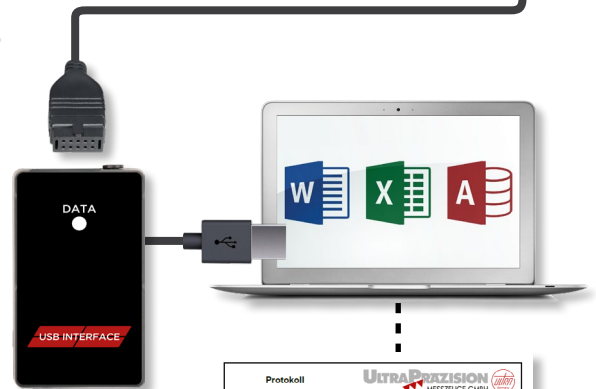 DATA
USB INTERFACE
W
X
A
Protokoll
ULTRAPRÄZISION
MESSZEUGE GMBH